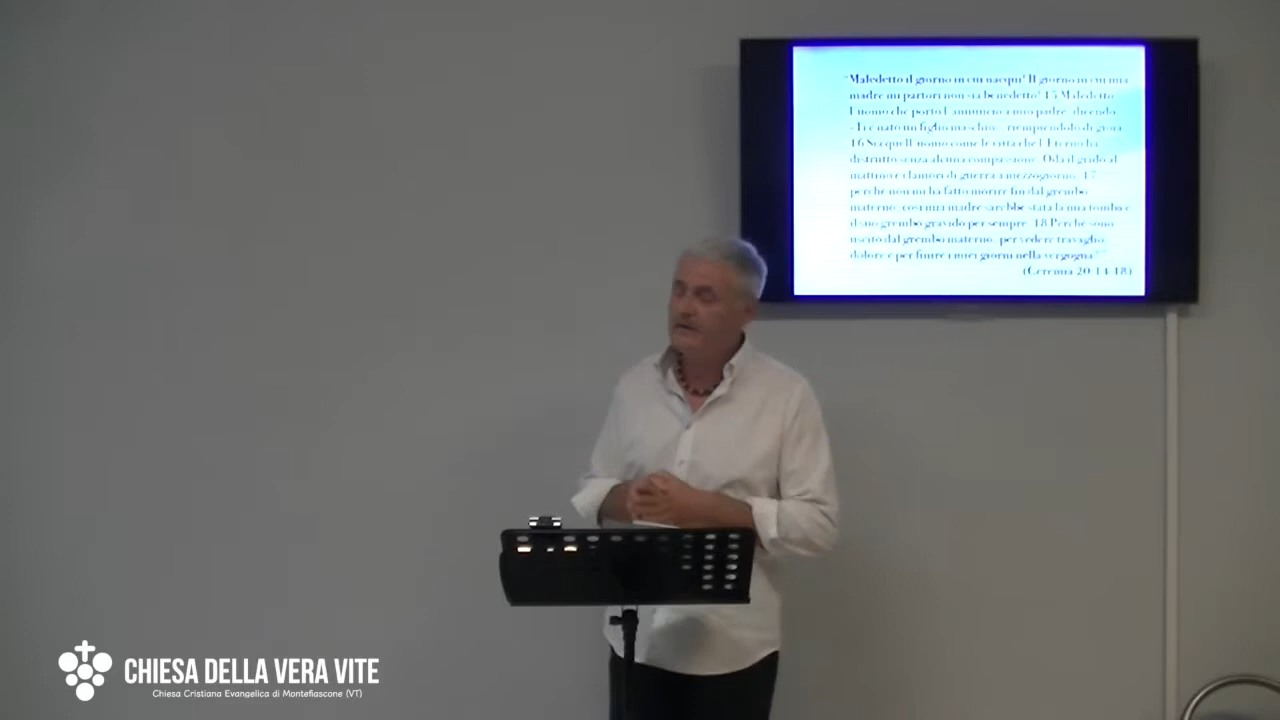 "Maledetto il giorno in cui nacqui! Il giorno in cui mia
madre mi partorì non sia benedetto! 15 Maledetto
l'uomo che portò l'annuncio a mio padre, dicendo
«Ti è nato un figlio maschio», riempiendolo di gioia.
16 Sia quell'uomo come le città che l'Eterno ha
distrutto senza alcuna compassione. Oda il grido al
mattino e clamori di guerra a mezzogiorno, 17
perché non mi ha fatto morire fin dal grembo
materno; così mia madre sarebbe stata la mia tomba e
il suo grembo gravido per sempre. 18 Perché sono
uscito dal grembo materno, per vedere travaglio,
dolore e per finire i miei giorni nella vergogna?"
(Geremia 20:14-18)
CHIESA DELLA VERA VITE
Chiesa Cristiana Evangelica di Montefiascone (VT)